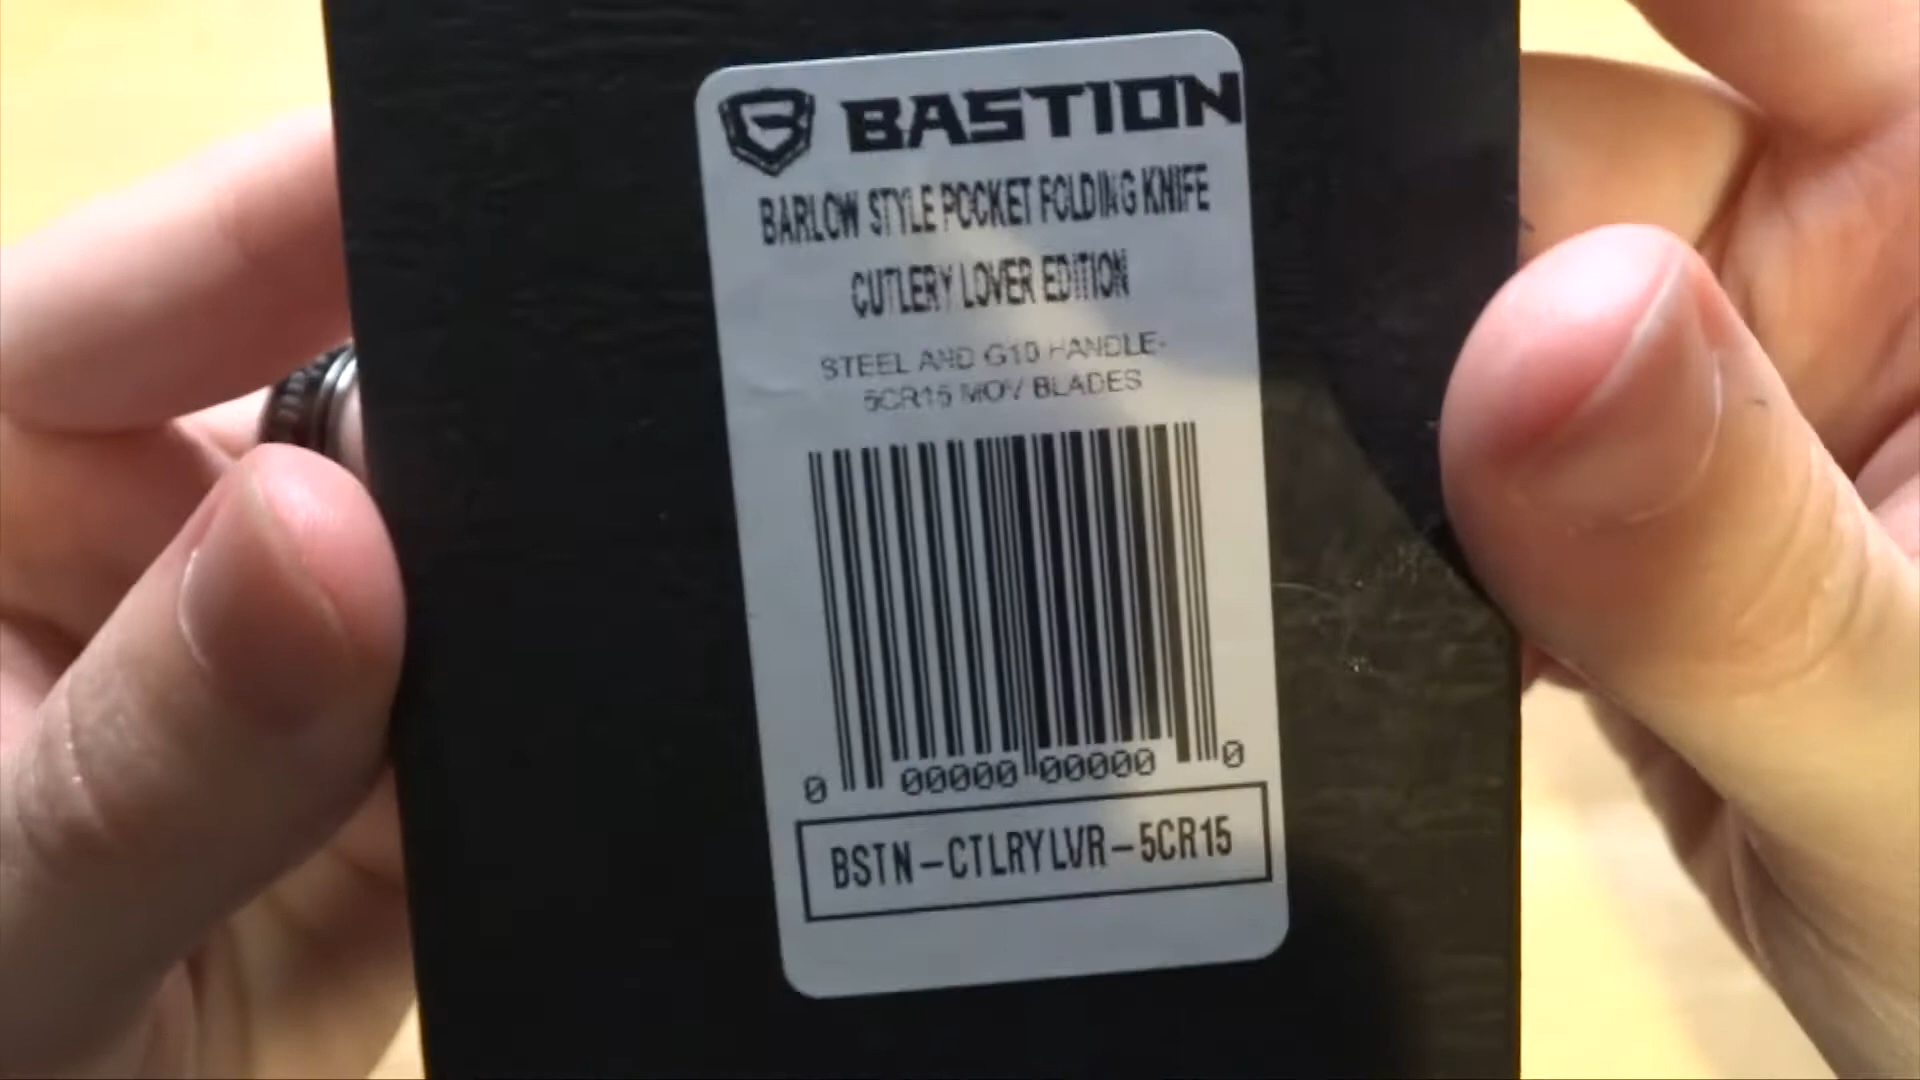 BASTION
BARLOW STYLE POCKET FOLDING KNIFE
CUTLERY LOVER EDITION
STEEL AND G10 HANDLE-
5CR15 MOV BLADES
0 00000 00000 0
BSTN-CTLRYLVR-5CR15